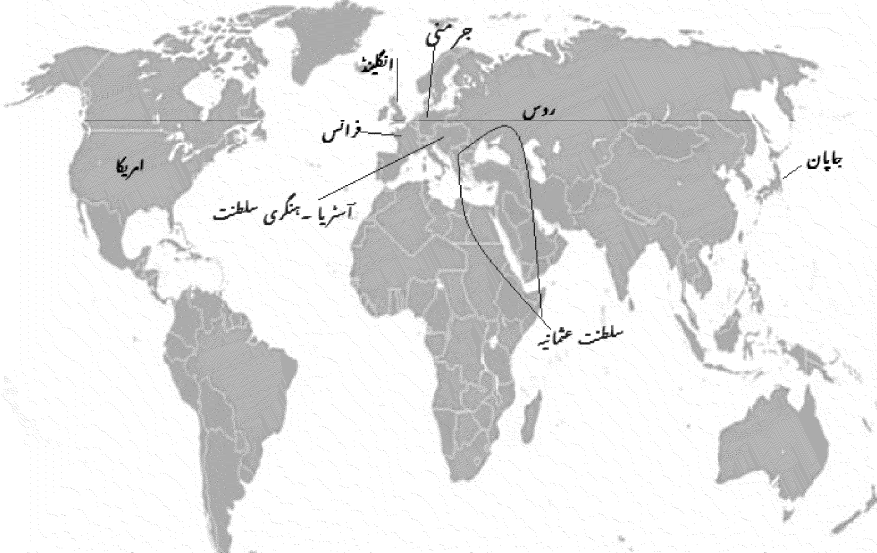 جرمنی
انگلینڈ
روس
فرانس
جاپان
امریکا
آسٹریا ۔ ہنگری سلطنت
سلطنت عثمانیہ